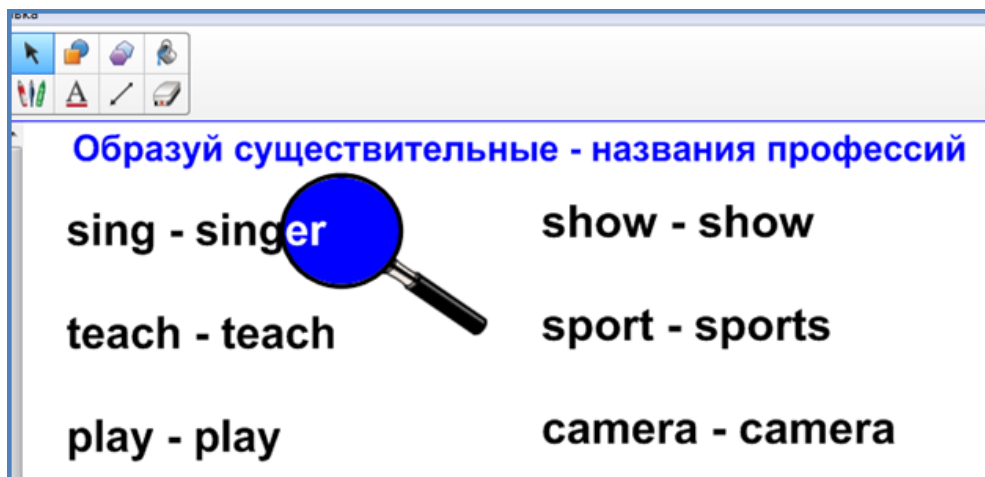 Образуй существительные - названия профессий
sing - singer
show - show
teach - teach
sport - sports
play - play
camera - camera